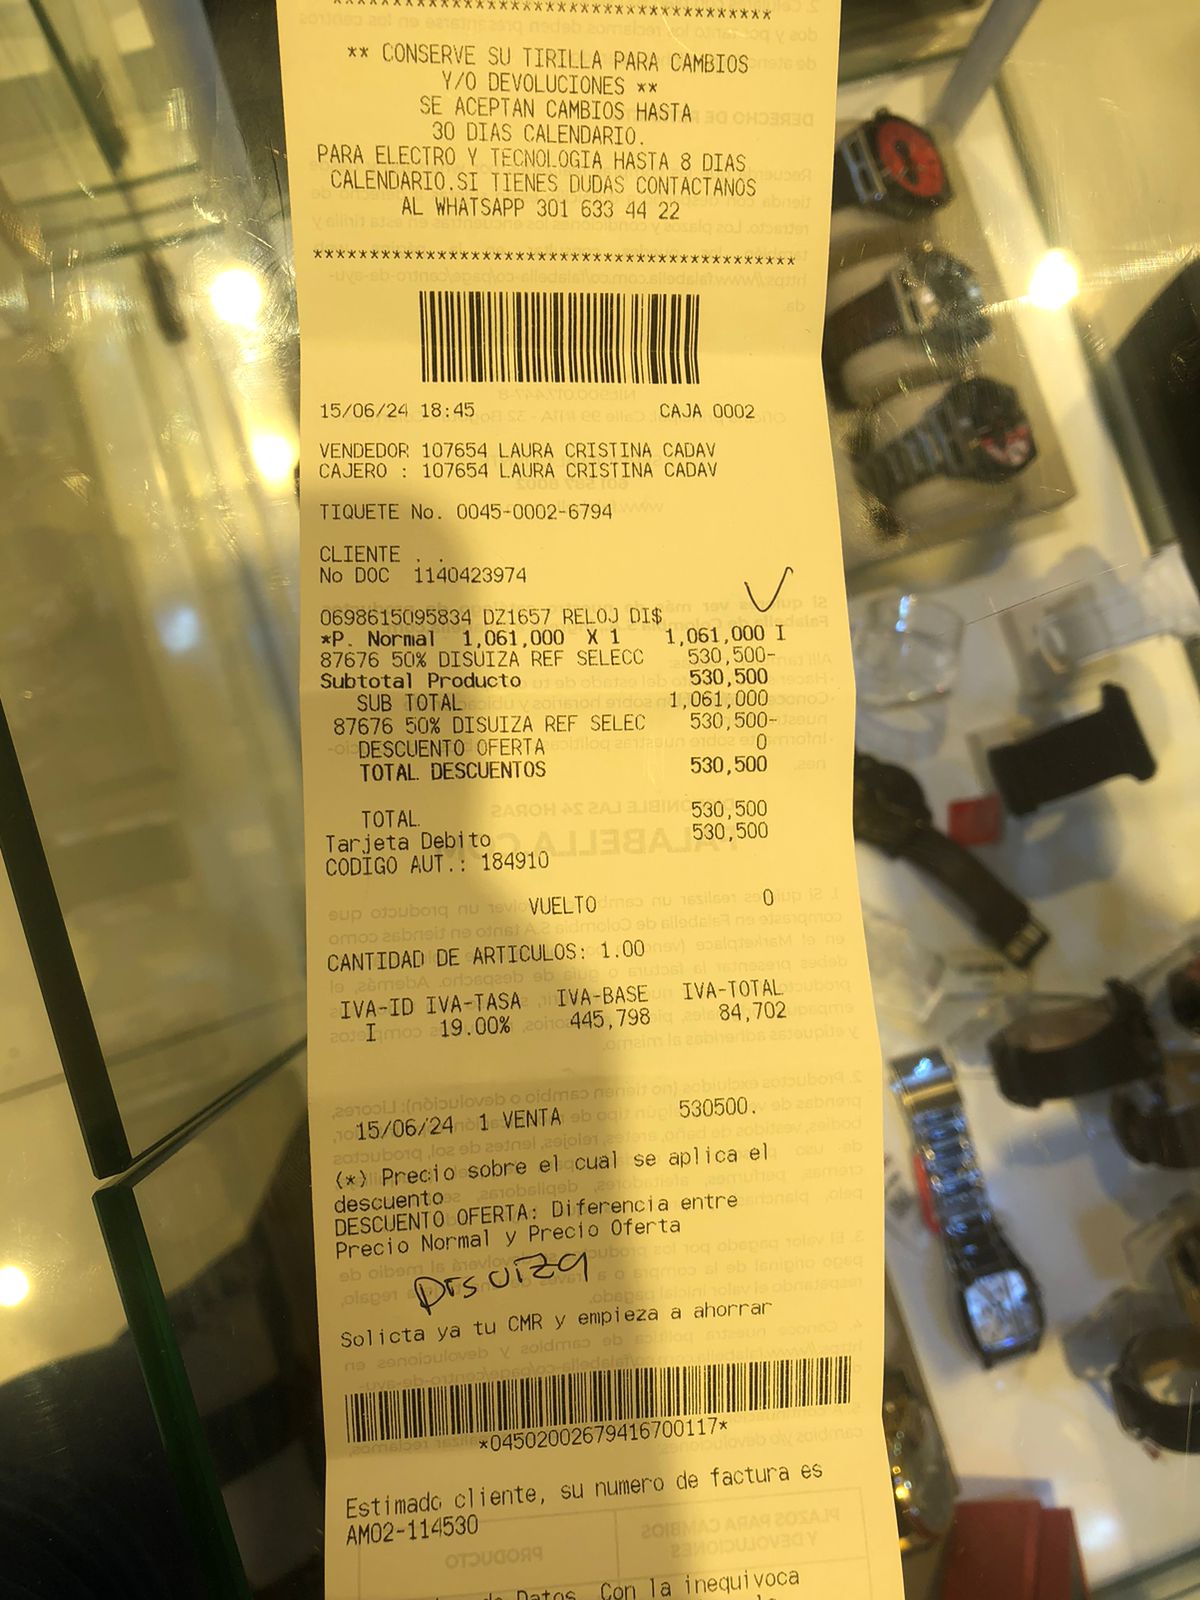 ** CONSERVE SU TIRILLA PARA CAMBIOS
Y/O DEVOLUCIONES **
SE ACEPTAN CAMBIOS HASTA
30 DIAS CALENDARIO.
PARA ELECTRO Y TECNOLOGIA HASTA 8 DIAS
CALENDARIO.SI TIENES DUDAS CONTACTANOS
AL WHATSAPP 301 633 44 22
15/06/24 18:45 CAJA 0002
VENDEDOR 107654 LAURA CRISTINA CADAV
CAJERO : 107654 LAURA CRISTINA CADAV
TIQUETE No. 0045-0002-6794
CLIENTE . .
No DOC 1140423974
0698615095834 DZ1657 RELOJ DI$
*P. Normal 1,061,000 X 1 1,061,000 I
87676 50% DISUIZA REF SELECC 530,500-
Subtotal Producto 530,500
SUB TOTAL 1,061,000
87676 50% DISUIZA REF SELEC 530,500-
DESCUENTO OFERTA 0
TOTAL DESCUENTOS 530,500
TOTAL 530,500
Tarjeta Debito 530,500
CODIGO AUT.: 184910
VUELTO 0
CANTIDAD DE ARTICULOS: 1.00
IVA-ID IVA-TASA IVA-BASE IVA-TOTAL
I 19.00% 445,798 84,702
15/06/24 1 VENTA 530500.
(*) Precio sobre el cual se aplica el
descuento
DESCUENTO OFERTA: Diferencia entre
Precio Normal y Precio Oferta
Disuiza
Solicta ya tu CMR y empieza a ahorrar
*04502002679416700117*
Estimado cliente, su numero de factura es
AM02-114530
Datos. Con la inequivoca